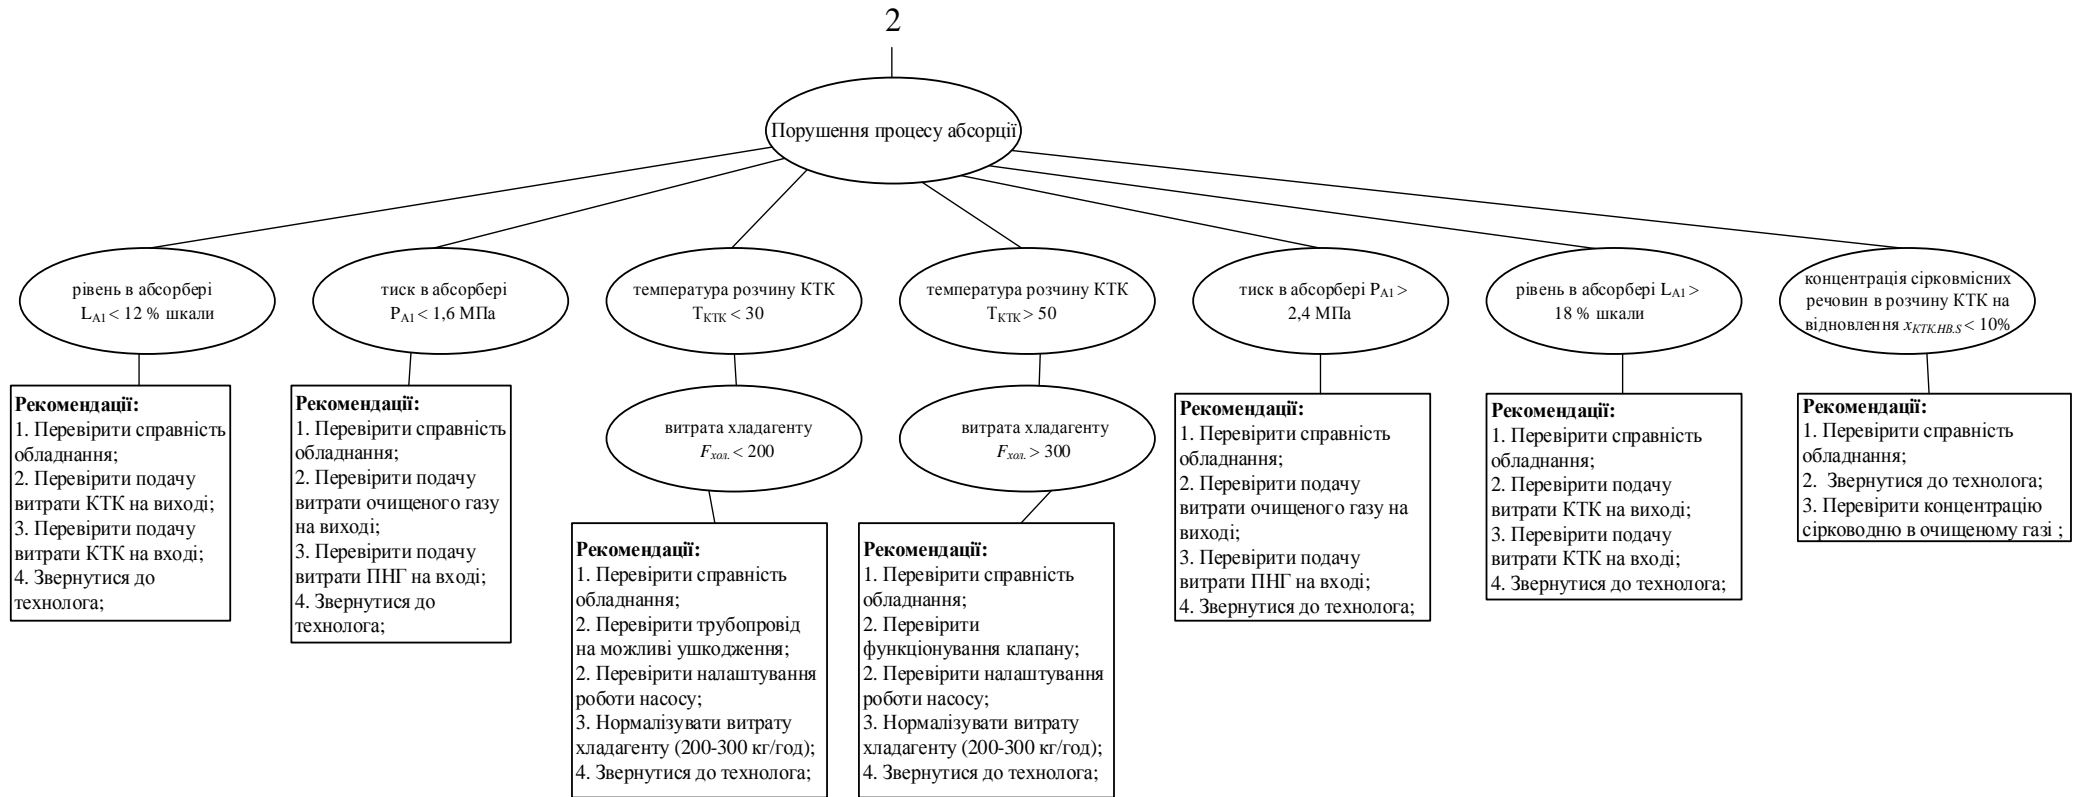 2
Порушення процесу абсорції
рівень в абсорбері
L_A1 < 12 % шкали
тиск в абсорбері
P_A1 < 1,6 МПа
температура розчину КТК
T_КТК < 30
температура розчину КТК
T_КТК > 50
тиск в абсорбері P_A1 >
2,4 МПа
рівень в абсорбері L_A1 >
18 % шкали
концентрація сірковмісних
речовин в розчину КТК на
відновлення x_КТК.НВ.S < 10%
витрата хладагенту
F_хол. < 200
витрата хладагенту
F_хол. > 300
Рекомендації:
1. Перевірити справність
обладнання;
2. Перевірити подачу
витрати КТК на виході;
3. Перевірити подачу
витрати КТК на вході;
4. Звернутися до
технолога;
Рекомендації:
1. Перевірити справність
обладнання;
2. Перевірити подачу
витрати очищеного газу
на виході;
3. Перевірити подачу
витрати ПНГ на вході;
4. Звернутися до
технолога;
Рекомендації:
1. Перевірити справність
обладнання;
2. Перевірити трубопровід
на можливі ушкодження;
2. Перевірити налаштування
роботи насосу;
3. Нормалізувати витрату
хладагенту (200-300 кг/год);
4. Звернутися до технолога;
Рекомендації:
1. Перевірити справність
обладнання;
2. Перевірити
функціонування клапану;
2. Перевірити налаштування
роботи насосу;
3. Нормалізувати витрату
хладагенту (200-300 кг/год);
4. Звернутися до технолога;
Рекомендації:
1. Перевірити справність
обладнання;
2. Перевірити подачу
витрати очищеного газу на
виході;
3. Перевірити подачу
витрати ПНГ на вході;
4. Звернутися до технолога;
Рекомендації:
1. Перевірити справність
обладнання;
2. Перевірити подачу
витрати КТК на виході;
3. Перевірити подачу
витрати КТК на вході;
4. Звернутися до технолога;
Рекомендації:
1. Перевірити справність
обладнання;
2. Звернутися до технолога;
3. Перевірити концентрацію
сірководню в очищеному газі ;